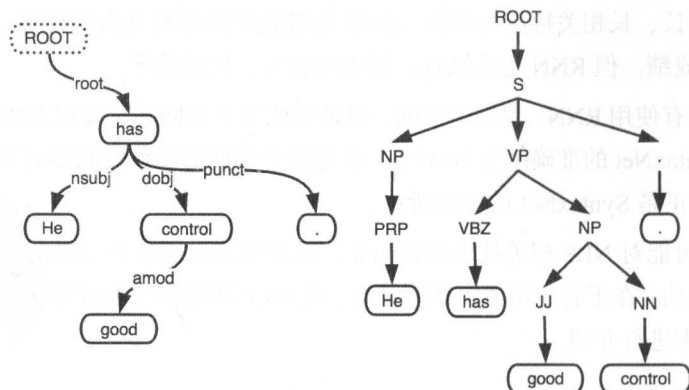 ROOT
root
has
nsubj
dobj
punct
He
control
.
amod
good
ROOT
S
NP
VP
.
PRP
VBZ
NP
.
He
has
JJ
NN
good
control